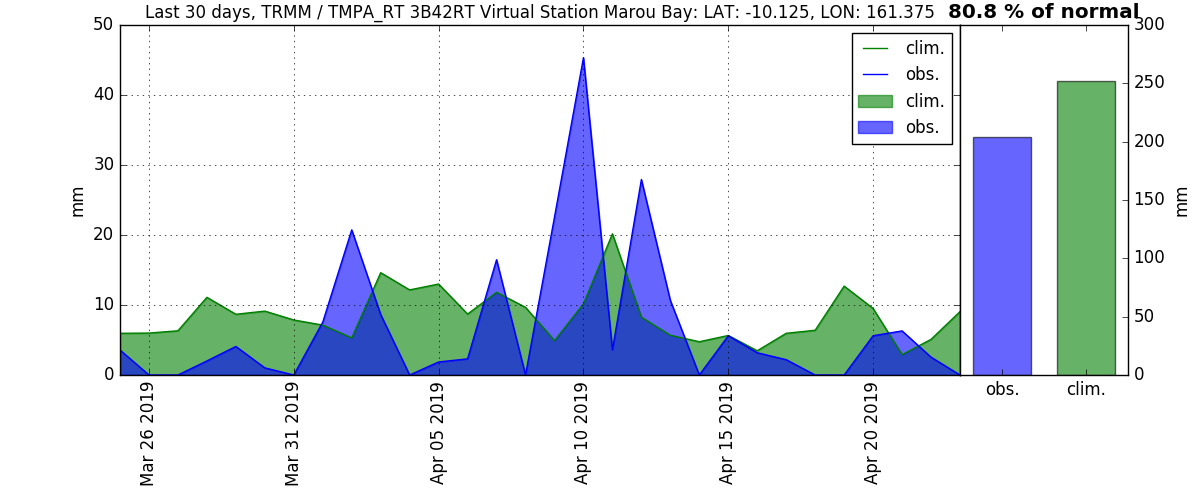 Last 30 days, TRMM / TMPA_RT 3B42RT Virtual Station Marou Bay: LAT: -10.125, LON: 161.375
80.8 % of normal
50
40
30
20
10
0
mm
clim.
obs.
clim.
obs.
Mar 26 2019
Mar 31 2019
Apr 05 2019
Apr 10 2019
Apr 15 2019
Apr 20 2019
300
250
200
150
100
50
0
mm
obs.
clim.